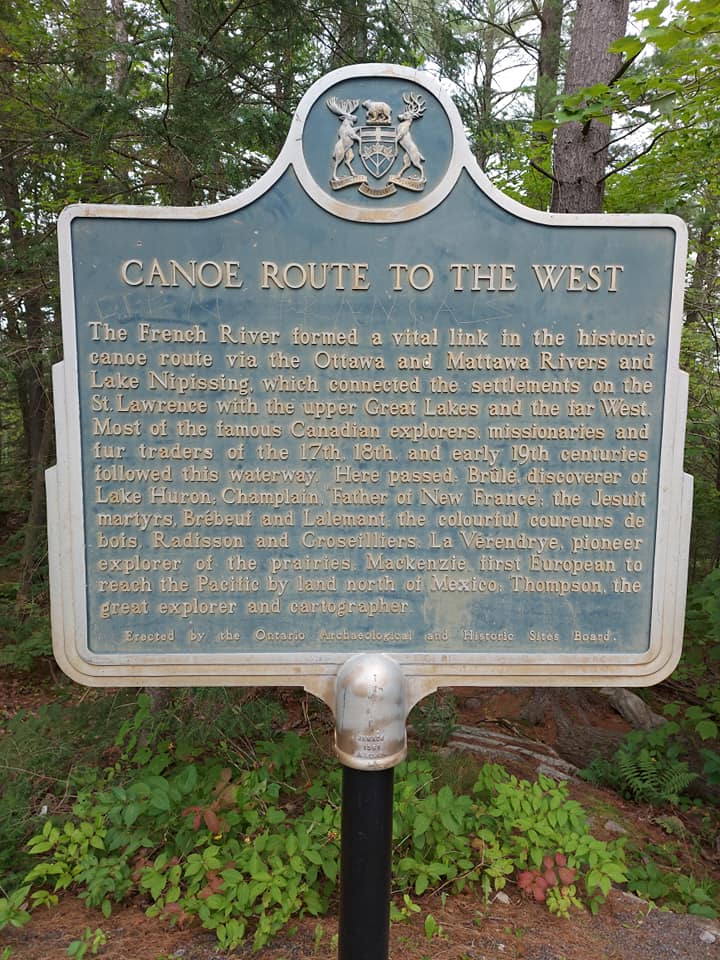 CANOE ROUTE TO THE WEST
The French River formed a vital link in the historic
canoe route via the Ottawa and Mattawa Rivers and
Lake Nipissing, which connected the settlements on the
St. Lawrence with the upper Great Lakes and the far West.
Most of the famous Canadian explorers, missionaries and
fur traders of the 17th, 18th, and early 19th centuries
followed this waterway. Here passed: Brûlé, discoverer of
Lake Huron; Champlain, "Father of New France"; the Jesuit
martyrs, Brébeuf and Lalemant; the colourful coureurs de
bois, Radisson and Groseilliers; La Vérendrye, pioneer
explorer of the prairies; Mackenzie, first European to
reach the Pacific by land north of Mexico; Thompson, the
great explorer and cartographer.
Erected by the Ontario Archaeological and Historic Sites Board.